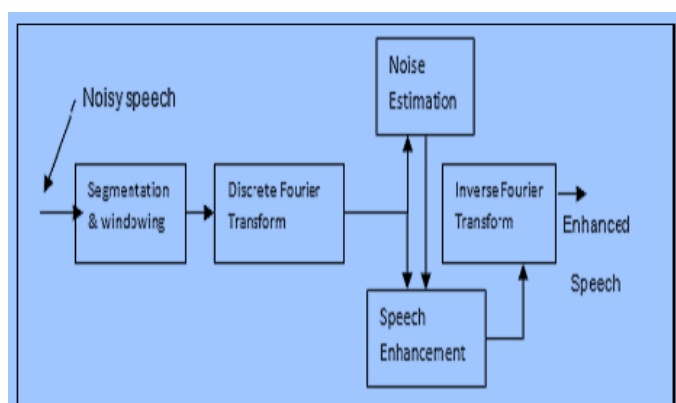 Noisy speech
Segmentation
& windowing
Discrete Fourier
Transform
Noise
Estimation
Speech
Enhancement
Inverse Fourier
Transform
Enhanced
Speech